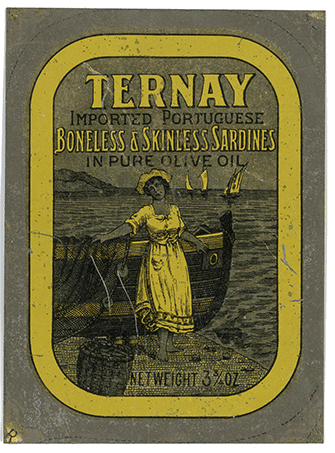 TERNAY
IMPORTED PORTUGUESE
BONELESS & SKINLESS SARDINES
IN PURE OLIVE OIL
NET WEIGHT 3¾ OZ